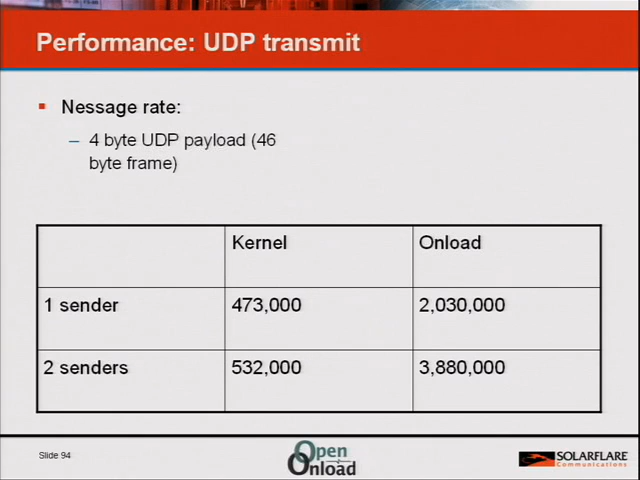 Performance: UDP transmit
Nessage rate:
– 4 byte UDP payload (46
byte frame)
Kernel Onload
1 sender 473,000 2,030,000
2 senders 532,000 3,880,000
Slide 94
Open
Onload
SOLARFLARE
Communications